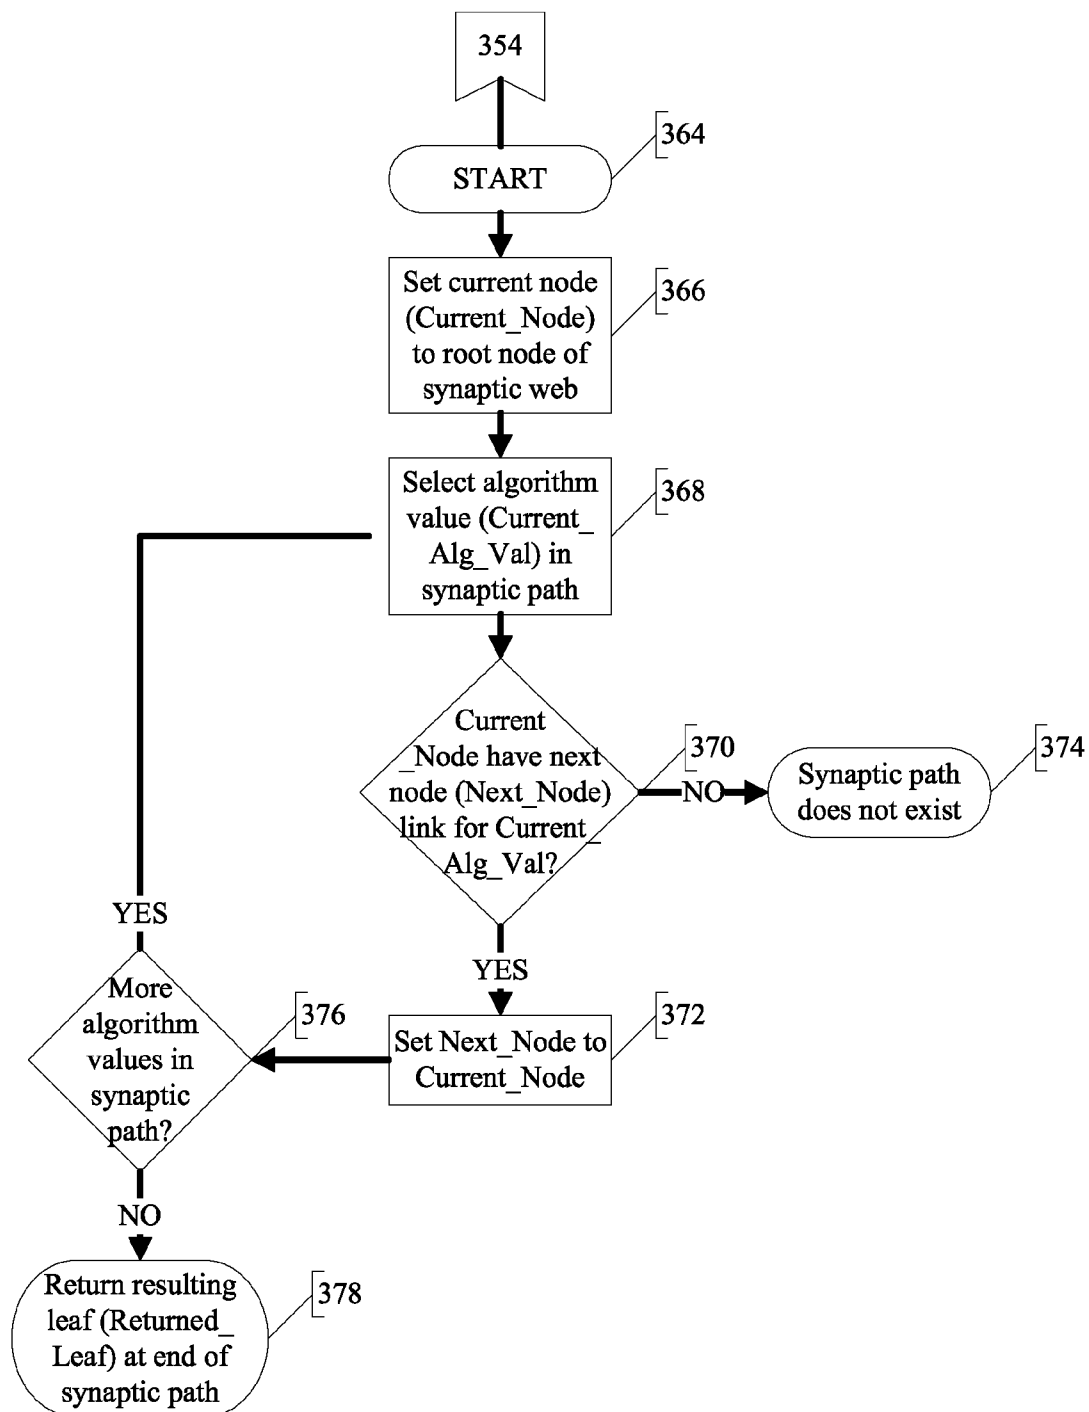 354
364
START
Set current node
(Current_Node)
to root node of
synaptic web
366
Select algorithm
value (Current_
Alg_Val) in
synaptic path
368
Current
_Node have next
node (Next_Node)
link for Current_
Alg_Val?
370
NO
Synaptic path
does not exist
374
YES
YES
Set Next_Node to
Current_Node
372
More
algorithm
values in
synaptic
path?
376
NO
Return resulting
leaf (Returned_
Leaf) at end of
synaptic path
378